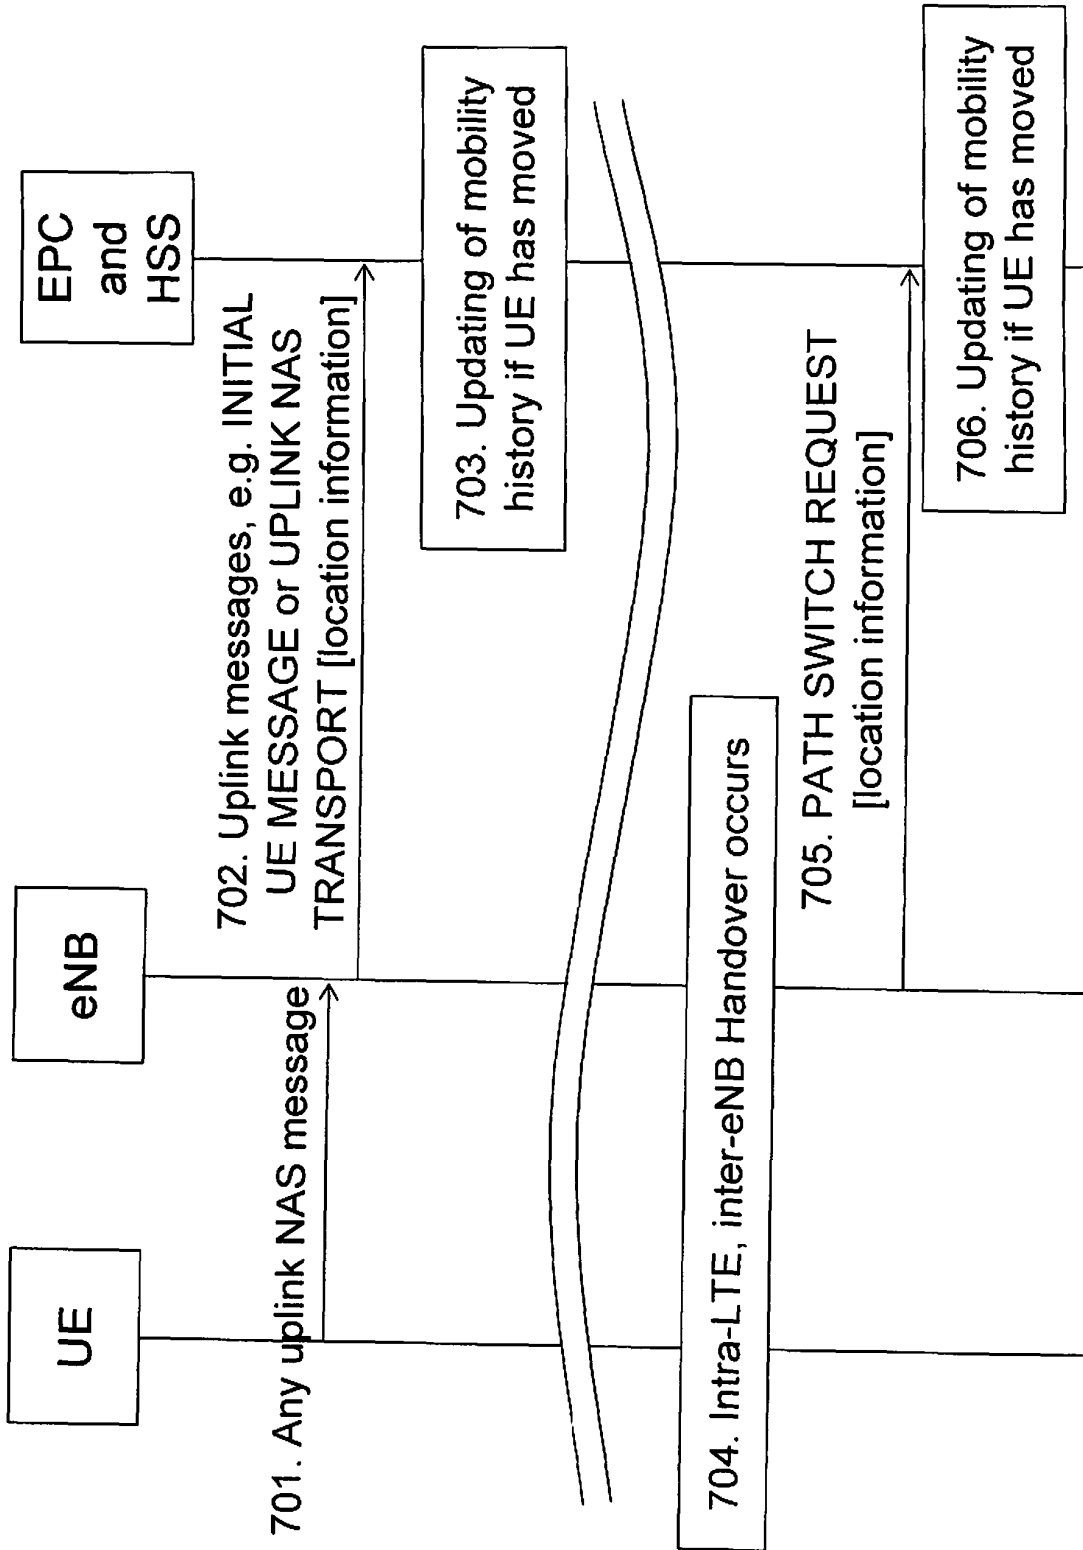 UE
eNB
EPC
and
HSS
701. Any uplink NAS message
702. Uplink messages, e.g. INITIAL
UE MESSAGE or UPLINK NAS
TRANSPORT [location information]
703. Updating of mobility
history if UE has moved
704. Intra-LTE, inter-eNB Handover occurs
705. PATH SWITCH REQUEST
[location information]
706. Updating of mobility
history if UE has moved